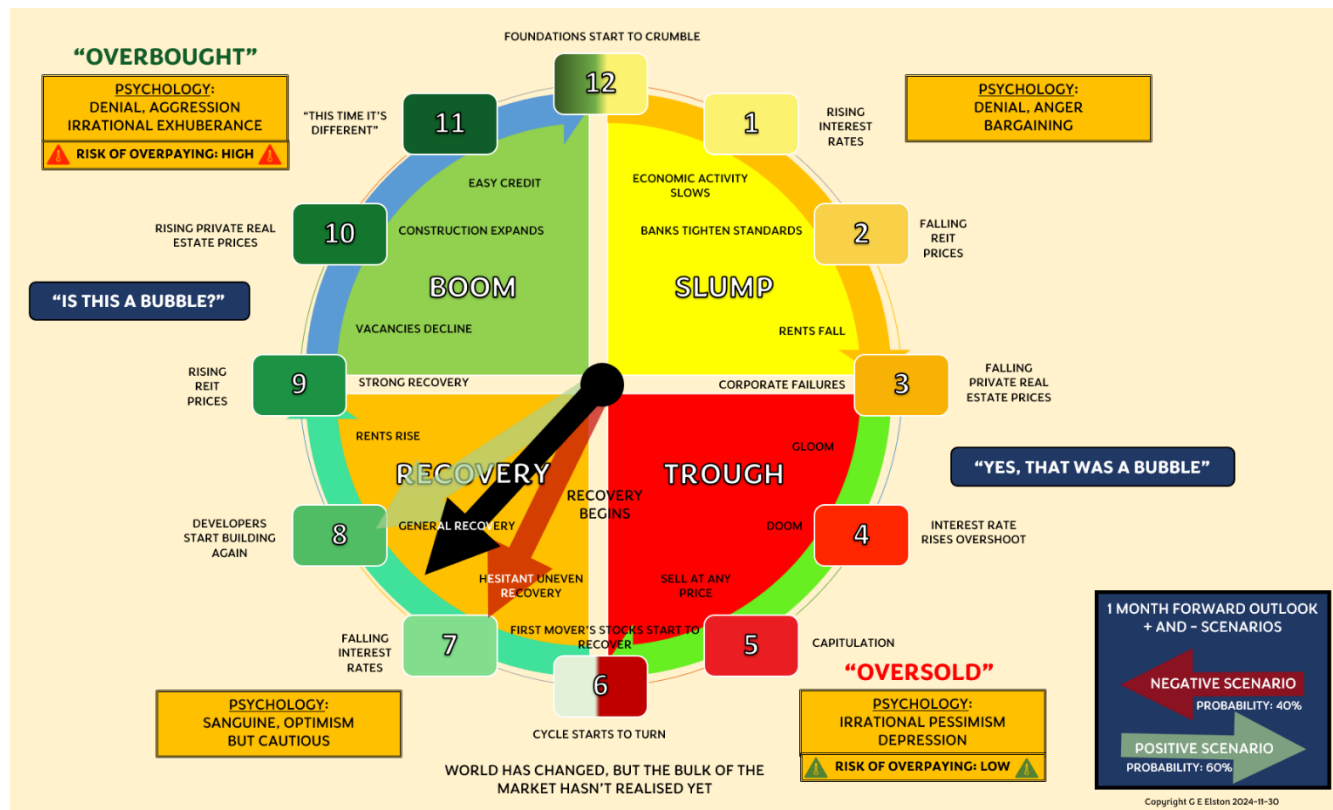 FOUNDATIONS START TO CRUMBLE
"OVERBOUGHT"
PSYCHOLOGY:
DENIAL, AGGRESSION
IRRATIONAL EXHUBERANCE
RISK OF OVERPAYING: HIGH
12
PSYCHOLOGY:
DENIAL, ANGER
BARGAINING
"THIS TIME IT'S
DIFFERENT"
11
1
RISING
INTEREST
RATES
EASY CREDIT
ECONOMIC ACTIVITY
SLOWS
RISING PRIVATE REAL
ESTATE PRICES
10
CONSTRUCTION EXPANDS
BANKS TIGHTEN STANDARDS
2
FALLING
REIT
PRICES
BOOM
SLUMP
"IS THIS A BUBBLE?"
VACANCIES DECLINE
RENTS FALL
RISING
REIT
PRICES
9
STRONG RECOVERY
CORPORATE FAILURES
3
FALLING
PRIVATE REAL
ESTATE PRICES
RENTS RISE
GLOOM
RECOVERY
TROUGH
"YES, THAT WAS A BUBBLE"
RECOVERY
BEGINS
DEVELOPERS
START BUILDING
AGAIN
8
GENERAL RECOVERY
DOOM
4
INTEREST RATE
RISES OVERSHOOT
HESITANT UNEVEN
RECOVERY
SELL AT ANY
PRICE
FALLING
INTEREST
RATES
7
FIRST MOVER'S STOCKS START TO
RECOVER
5
CAPITULATION
6
"OVERSOLD"
PSYCHOLOGY:
SANGUINE, OPTIMISM
BUT CAUTIOUS
CYCLE STARTS TO TURN
PSYCHOLOGY:
IRRATIONAL PESSIMISM
DEPRESSION
RISK OF OVERPAYING: LOW
WORLD HAS CHANGED, BUT THE BULK OF THE
MARKET HASN'T REALISED YET
1 MONTH FORWARD OUTLOOK
+ AND - SCENARIOS
NEGATIVE SCENARIO
PROBABILITY: 40%
POSITIVE SCENARIO
PROBABILITY: 60%
Copyright G E Elston 2024-11-30